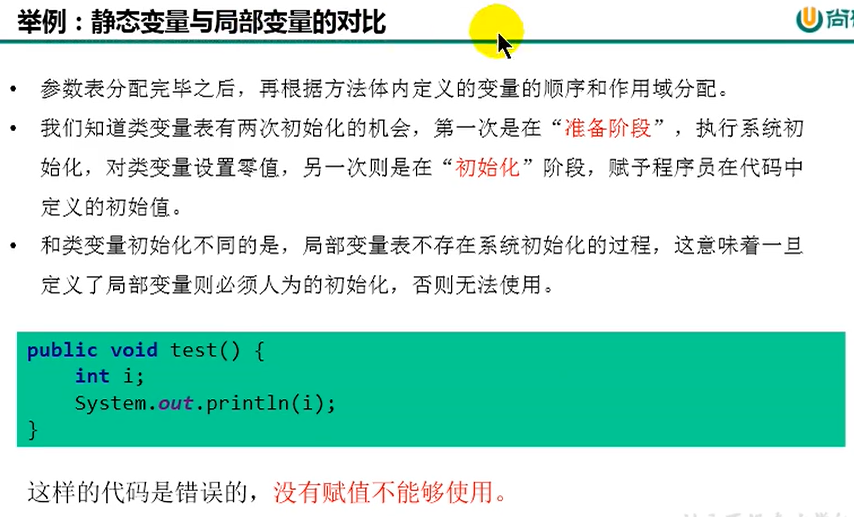 举例：静态变量与局部变量的对比
• 参数表分配完毕之后，再根据方法体内定义的变量的顺序和作用域分配。
• 我们知道类变量表有两次初始化的机会，第一次是在“准备阶段”，执行系统初
始化，对类变量设置零值，另一次则是在“初始化”阶段，赋予程序员在代码中
定义的初始值。
• 和类变量初始化不同的是，局部变量表不存在系统初始化的过程，这意味着一旦
定义了局部变量则必须人为的初始化，否则无法使用。
public void test() {
    int i;
    System.out.println(i);
}
这样的代码是错误的，没有赋值不能够使用。